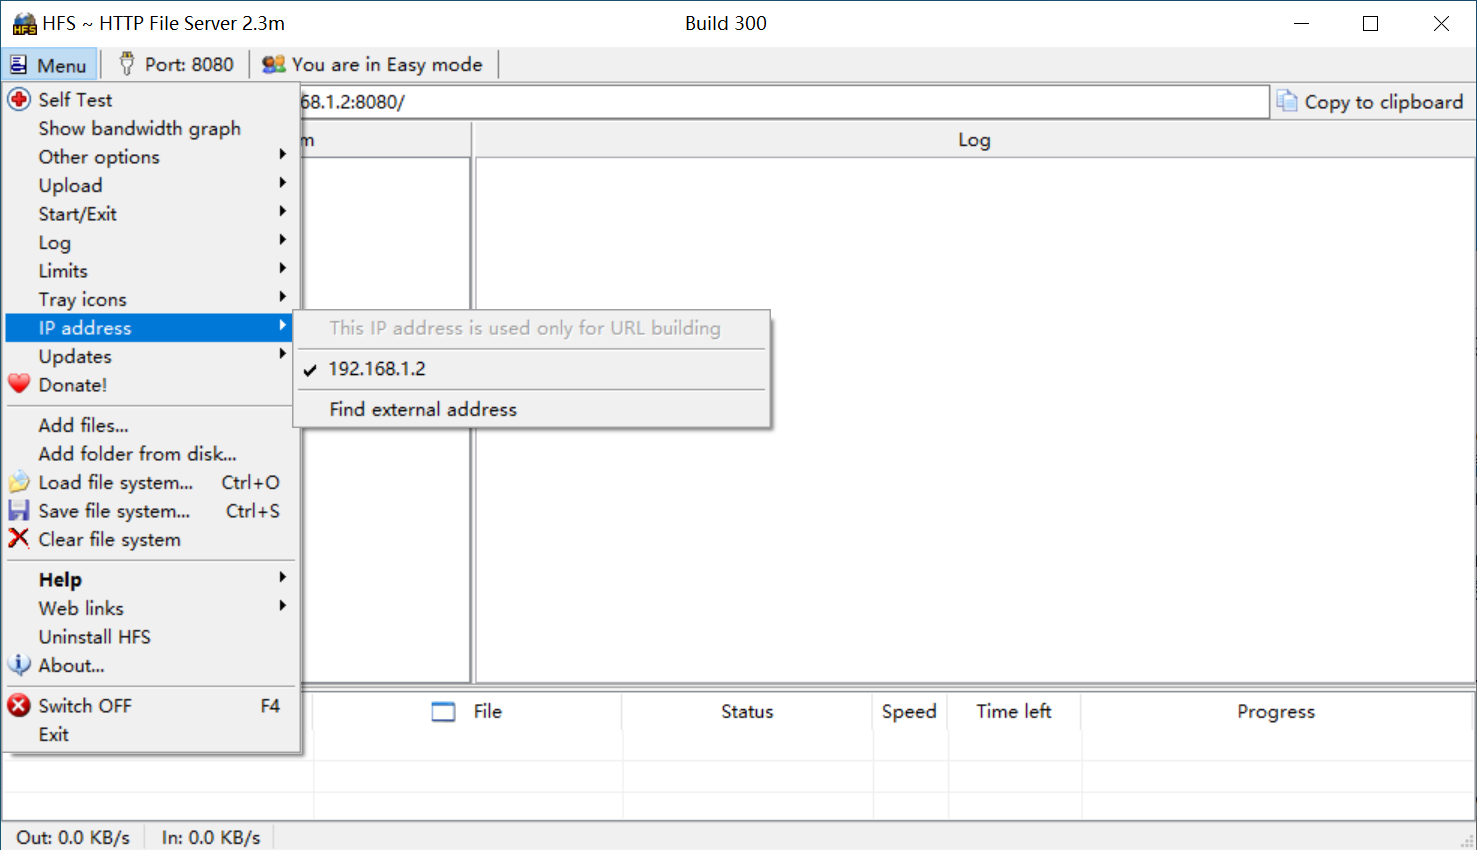 HFS ~ HTTP File Server 2.3m Build 300
Menu Port: 8080 You are in Easy mode
68.1.2:8080/ Copy to clipboard
m Log
Self Test
Show bandwidth graph
Other options
Upload
Start/Exit
Log
Limits
Tray icons
IP address
Updates
Donate!
Add files...
Add folder from disk...
Load file system... Ctrl+O
Save file system... Ctrl+S
Clear file system
Help
Web links
Uninstall HFS
About...
Switch OFF F4
Exit
This IP address is used only for URL building
192.168.1.2
Find external address
File Status Speed Time left Progress
Out: 0.0 KB/s In: 0.0 KB/s